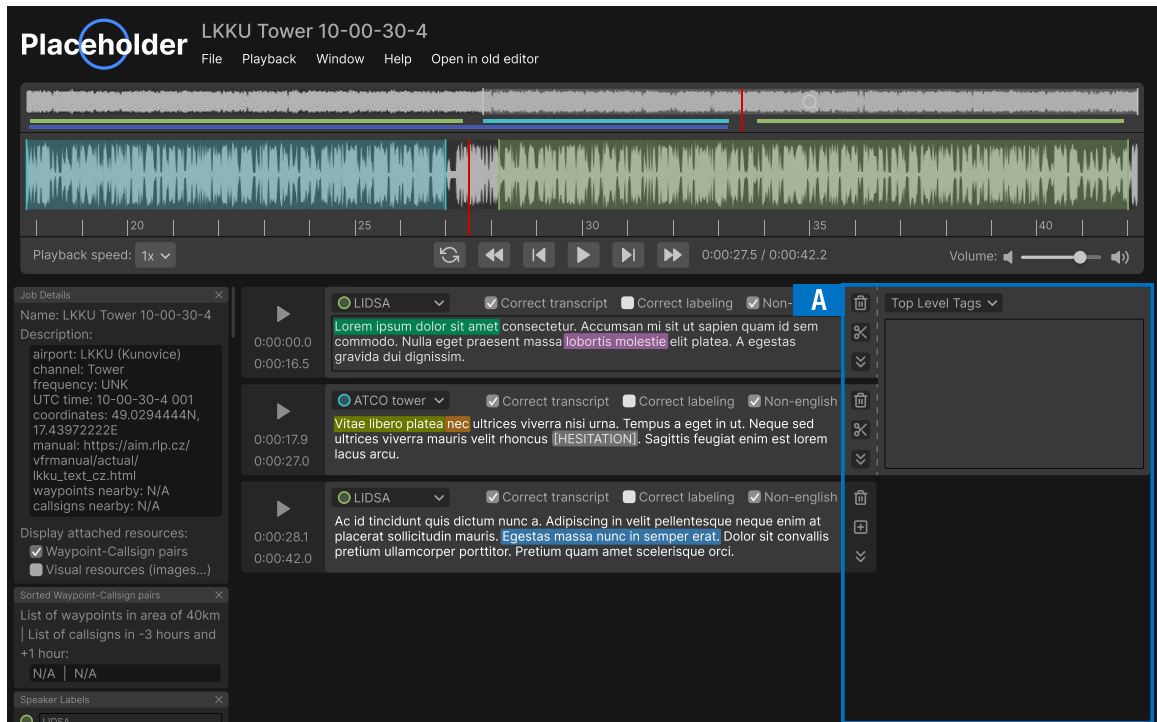 Placeholder
LKKU Tower 10-00-30-4
File Playback Window Help Open in old editor
20 25 30 35 40
Playback speed: 1x 0:00:27.5 / 0:00:42.2 Volume:
Job Details
Name: LKKU Tower 10-00-30-4
Description:
airport: LKKU (Kunovice)
channel: Tower
frequency: UNK
UTC time: 10-00-30-4 001
coordinates: 49.0294444N,
17.43972222E
manual: https://aim.rlp.cz/
vfrmanual/actual/
lkku_text_cz.html
waypoints nearby: N/A
callsigns nearby: N/A
Display attached resources:
Waypoint-Callsign pairs
Visual resources (images...)
Sorted Waypoint-Callsign pairs
List of waypoints in area of 40km
| List of callsigns in -3 hours and
+1 hour:
N/A | N/A
Speaker Labels
LIDSA
0:00:00.0
0:00:16.5
LIDSA Correct transcript Correct labeling Non-
Lorem ipsum dolor sit amet consectetur. Accumsan mi sit ut sapien quam id sem
commodo. Nulla eget praesent massa lobortis molestie elit platea. A egestas
gravida dui dignissim.
0:00:17.9
0:00:27.0
ATCO tower Correct transcript Correct labeling Non-english
Vitae libero platea nec ultrices viverra nisi urna. Tempus a eget in ut. Neque sed
ultrices viverra mauris velit rhoncus [HESITATION]. Sagittis feugiat enim est lorem
lacus arcu.
0:00:28.1
0:00:42.0
LIDSA Correct transcript Correct labeling Non-english
Ac id tincidunt quis dictum nunc a. Adipiscing in velit pellentesque neque enim at
placerat sollicitudin mauris. Egestas massa nunc in semper erat. Dolor sit convallis
pretium ullamcorper porttitor. Pretium quam amet scelerisque orci.
A
Top Level Tags